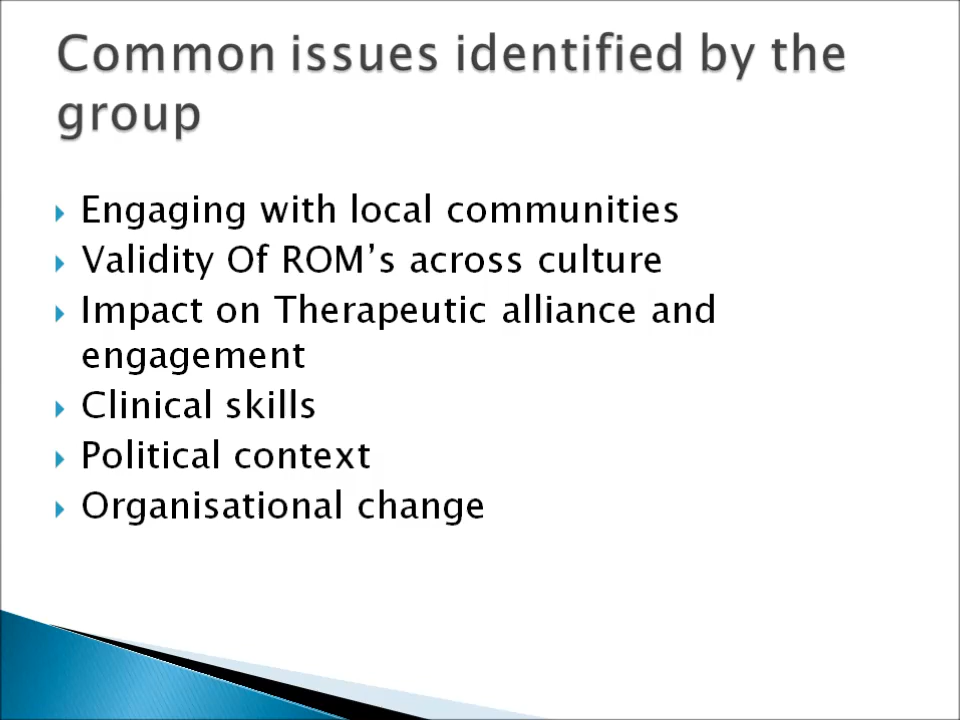 Common issues identified by the
group
Engaging with local communities
Validity Of ROM's across culture
Impact on Therapeutic alliance and
engagement
Clinical skills
Political context
Organisational change